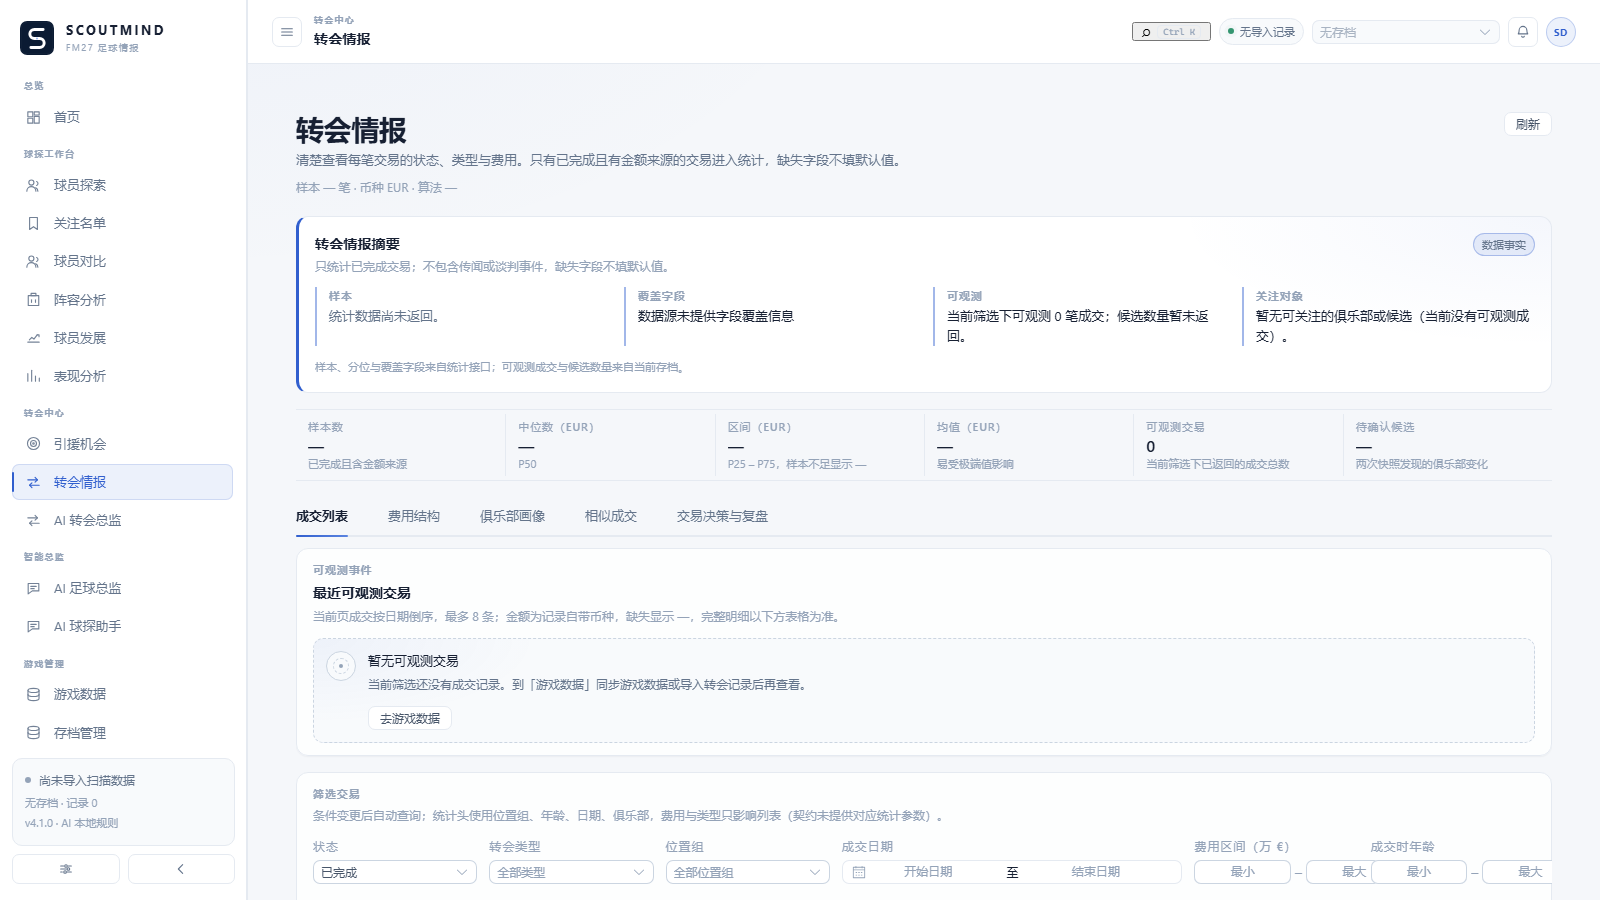 SCOUTMIND
FM27 足球情报
总览
首页
球探工作台
球员探索
关注名单
球员对比
阵容分析
球员发展
表现分析
转会中心
引援机会
转会情报
AI 转会总监
智能总监
AI 足球总监
AI 球探助手
游戏管理
游戏数据
存档管理
尚未导入扫描数据
无存档 · 记录 0
v4.1.0 · AI 本地规则
转会中心
转会情报
Ctrl K
无导入记录
无存档
SD
转会情报
刷新
清楚查看每笔交易的状态、类型与费用。只有已完成且有金额来源的交易进入统计，缺失字段不填默认值。
样本 — 笔 · 币种 EUR · 算法 —
转会情报摘要
数据事实
只统计已完成交易；不包含传闻或谈判事件，缺失字段不填默认值。
样本
统计数据尚未返回。
覆盖字段
数据源未提供字段覆盖信息
可观测
当前筛选下可观测 0 笔成交；候选数量暂未返
回。
关注对象
暂无可关注的俱乐部或候选（当前没有可观测成
交）。
样本、分位与覆盖字段来自统计接口；可观测成交与候选数量来自当前存档。
样本数
—
已完成且含金额来源
中位数（EUR）
—
P50
区间（EUR）
—
P25 – P75，样本不足显示 —
均值（EUR）
—
易受极端值影响
可观测交易
0
当前筛选下已返回的成交总数
待确认候选
—
两次快照发现的俱乐部变化
成交列表
费用结构
俱乐部画像
相似成交
交易决策与复盘
可观测事件
最近可观测交易
当前页成交按日期倒序，最多 8 条；金额为记录自带币种，缺失显示 —，完整明细以下方表格为准。
暂无可观测交易
当前筛选还没有成交记录。到「游戏数据」同步游戏数据或导入转会记录后再查看。
去游戏数据
筛选交易
条件变更后自动查询；统计头使用位置组、年龄、日期、俱乐部，费用与类型只影响列表（契约未提供对应统计参数）。
状态
转会类型
位置组
成交日期
费用区间（万 €）
成交时年龄
已完成
全部类型
全部位置组
开始日期 至 结束日期
最小 – 最大
最小 – 最大